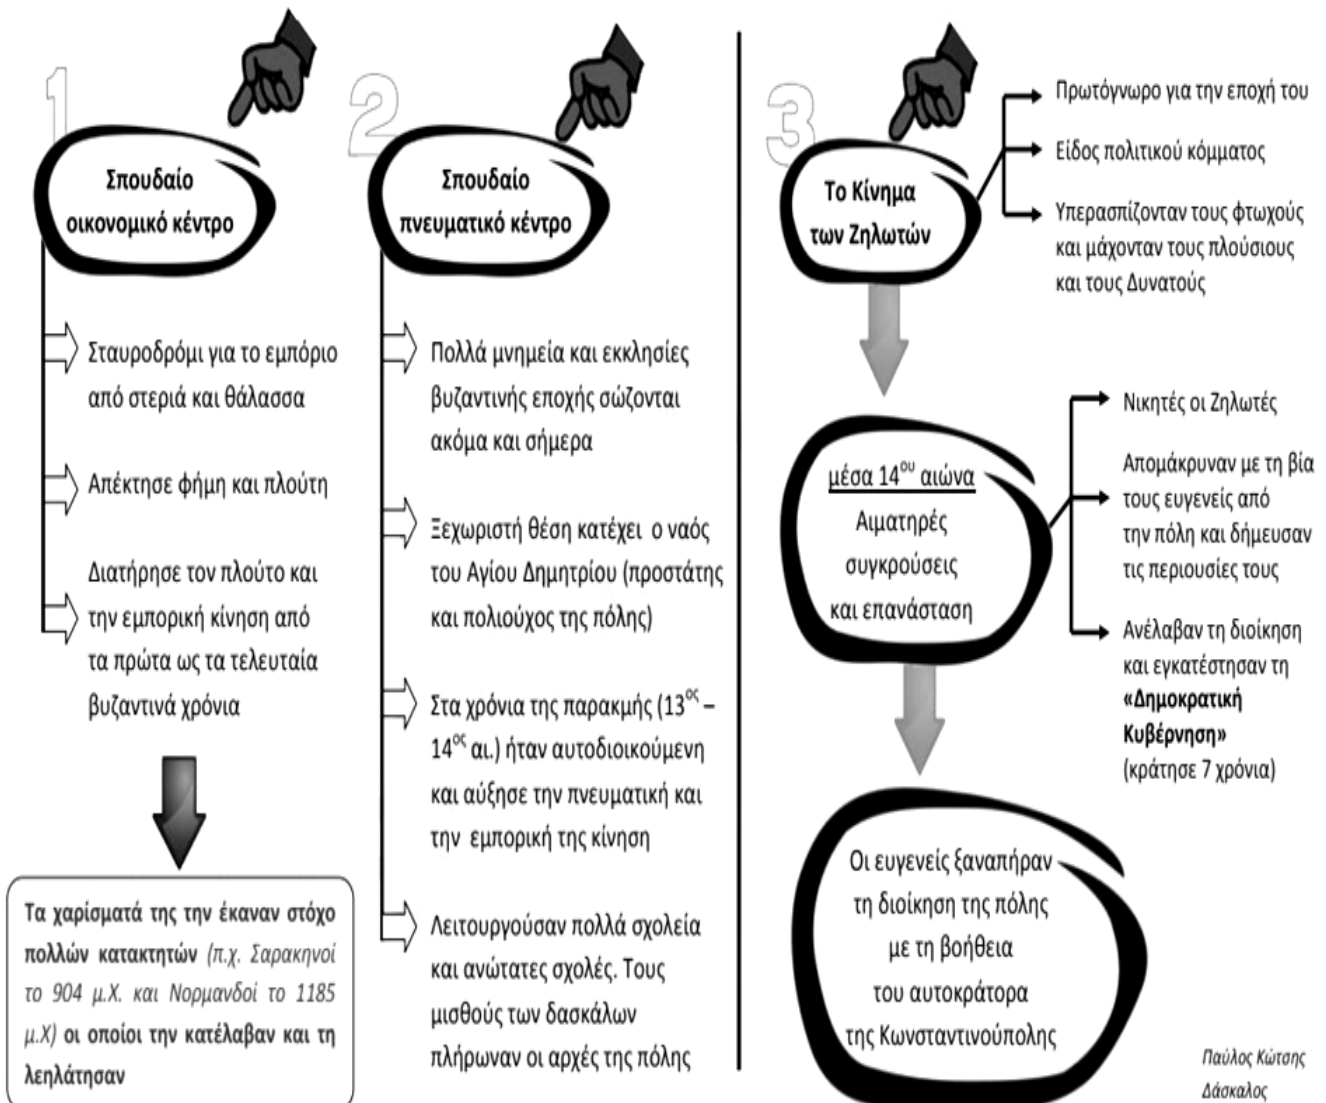 1
Σπουδαίο
οικονομικό κέντρο
Σταυροδρόμι για το εμπόριο
από στεριά και θάλασσα
Απέκτησε φήμη και πλούτη
Διατήρησε τον πλούτο και
την εμπορική κίνηση από
τα πρώτα ως τα τελευταία
βυζαντινά χρόνια
Τα χαρίσματά της την έκαναν στόχο
πολλών κατακτητών (π.χ. Σαρακηνοί
το 904 μ.Χ. και Νορμανδοί το 1185
μ.Χ) οι οποίοι την κατέλαβαν και τη
λεηλάτησαν
2
Σπουδαίο
πνευματικό κέντρο
Πολλά μνημεία και εκκλησίες
βυζαντινής εποχής σώζονται
ακόμα και σήμερα
Ξεχωριστή θέση κατέχει ο ναός
του Αγίου Δημητρίου (προστάτης
και πολιούχος της πόλης)
Στα χρόνια της παρακμής (13ος –
14ος αι.) ήταν αυτοδιοικούμενη
και αύξησε την πνευματική και
την εμπορική της κίνηση
Λειτουργούσαν πολλά σχολεία
και ανώτατες σχολές. Τους
μισθούς των δασκάλων
πλήρωναν οι αρχές της πόλης
3
Το Κίνημα
των Ζηλωτών
Πρωτόγνωρο για την εποχή του
Είδος πολιτικού κόμματος
Υπερασπίζονταν τους φτωχούς
και μάχονταν τους πλούσιους
και τους Δυνατούς
μέσα 14ου αιώνα
Αιματηρές
συγκρούσεις
και επανάσταση
Νικητές οι Ζηλωτές
Απομάκρυναν με τη βία
τους ευγενείς από
την πόλη και δήμευσαν
τις περιουσίες τους
Ανέλαβαν τη διοίκηση
και εγκατέστησαν τη
«Δημοκρατική
Κυβέρνηση»
(κράτησε 7 χρόνια)
Οι ευγενείς ξαναπήραν
τη διοίκηση της πόλης
με τη βοήθεια
του αυτοκράτορα
της Κωνσταντινούπολης
Παύλος Κώτσης
Δάσκαλος